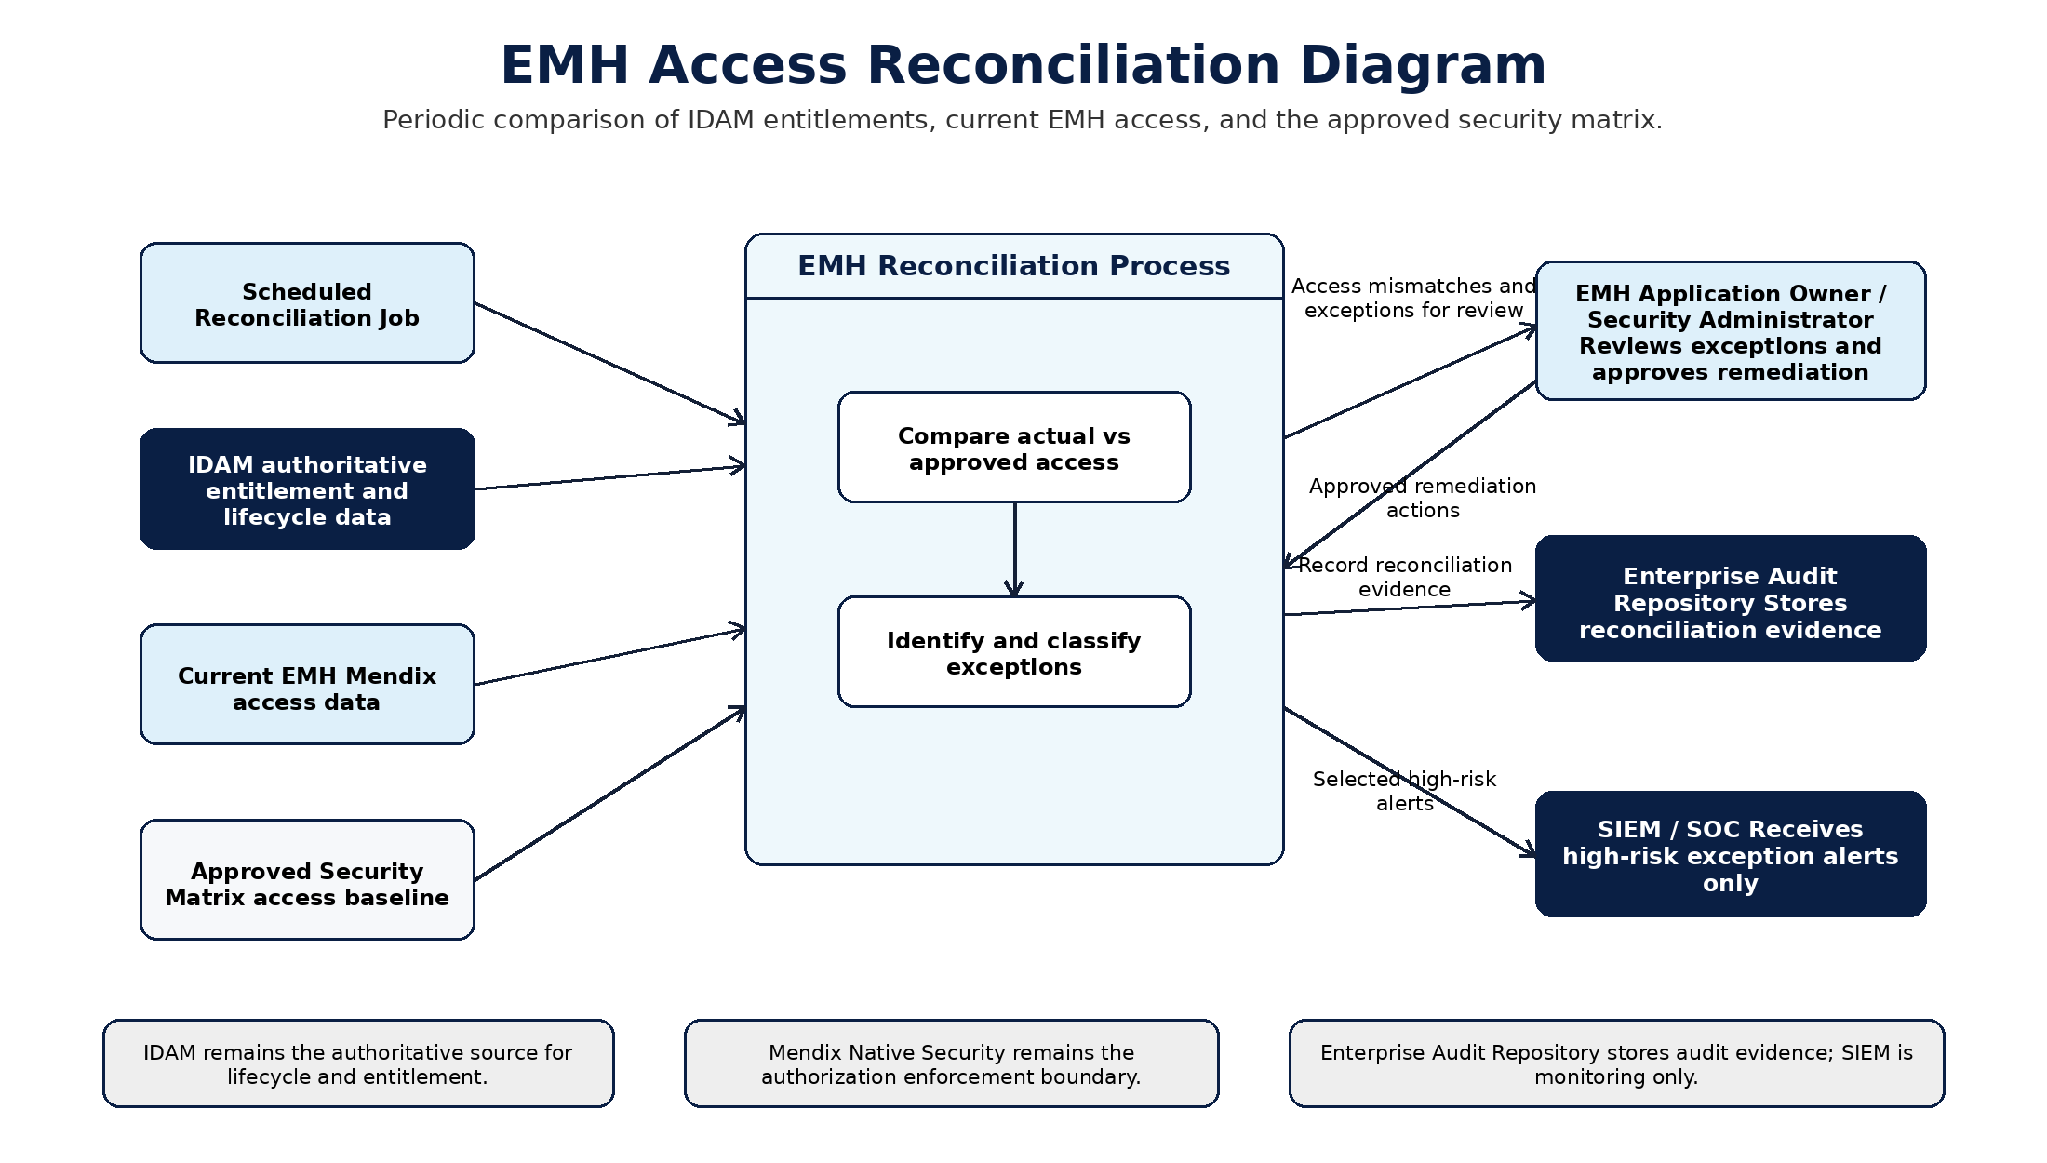 EMH Access Reconciliation Diagram
Periodic comparison of IDAM entitlements, current EMH access, and the approved security matrix.
Scheduled
Reconciliation Job
IDAM authoritative
entitlement and
lifecycle data
Current EMH Mendix
access data
Approved Security
Matrix access baseline
EMH Reconciliation Process
Compare actual vs
approved access
Identify and classify
exceptions
Access mismatches and
exceptions for review
Approved remediation
actions
Record reconciliation
evidence
Selected high-risk
alerts
EMH Application Owner /
Security Administrator
Reviews exceptions and
approves remediation
Enterprise Audit
Repository Stores
reconciliation evidence
SIEM / SOC Receives
high-risk exception alerts
only
IDAM remains the authoritative source for
lifecycle and entitlement.
Mendix Native Security remains the
authorization enforcement boundary.
Enterprise Audit Repository stores audit evidence; SIEM is
monitoring only.